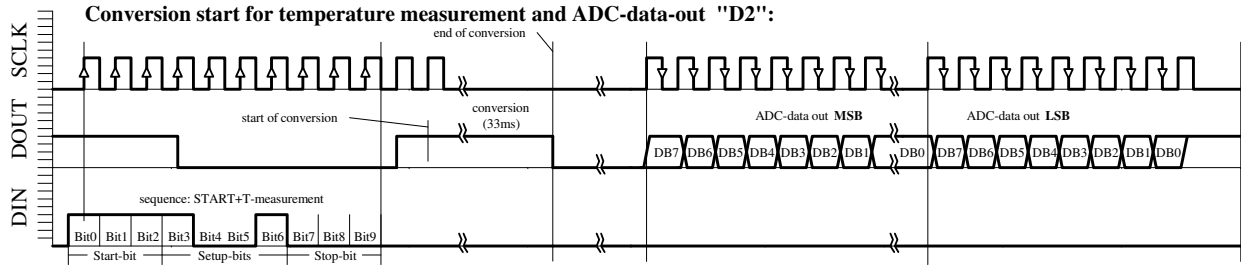 Conversion start for temperature measurement and ADC-data-out "D2":
end of conversion
SCLK
DOUT
start of conversion
conversion
(33ms)
ADC-data out MSB
ADC-data out LSB
DB7 DB6 DB5 DB4 DB3 DB2 DB1 DB0 DB7 DB6 DB5 DB4 DB3 DB2 DB1 DB0
DIN
sequence: START+T-measurement
Bit0 Bit1 Bit2 Bit3 Bit4 Bit5 Bit6 Bit7 Bit8 Bit9
Start-bit Setup-bits Stop-bit